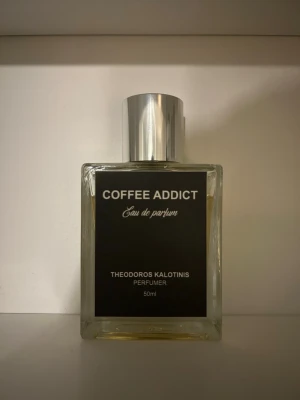 COFFEE ADDICT
Eau de parfum
THEODOROS KALOTINIS
PERFUMER
50ml